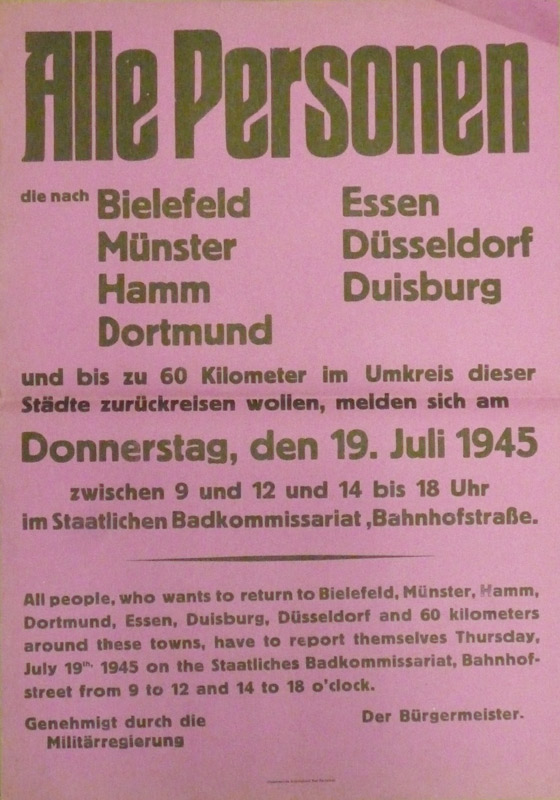 Alle Personen
die nach Bielefeld Essen
Münster Düsseldorf
Hamm Duisburg
Dortmund
und bis zu 60 Kilometer im Umkreis dieser
Städte zurückreisen wollen, melden sich am
Donnerstag, den 19. Juli 1945
zwischen 9 und 12 und 14 bis 18 Uhr
im Staatlichen Badkommissariat ,Bahnhofstraße.
All people, who wants to return to Bielefeld, Münster, Hamm,
Dortmund, Essen, Duisburg, Düsseldorf and 60 kilometers
around these towns, have to report themselves Thursday,
July 19th. 1945 on the Staatliches Badkommissariat, Bahnhof-
street from 9 to 12 and 14 to 18 o'clock.
Genehmigt durch die Der Bürgermeister.
Militärregierung